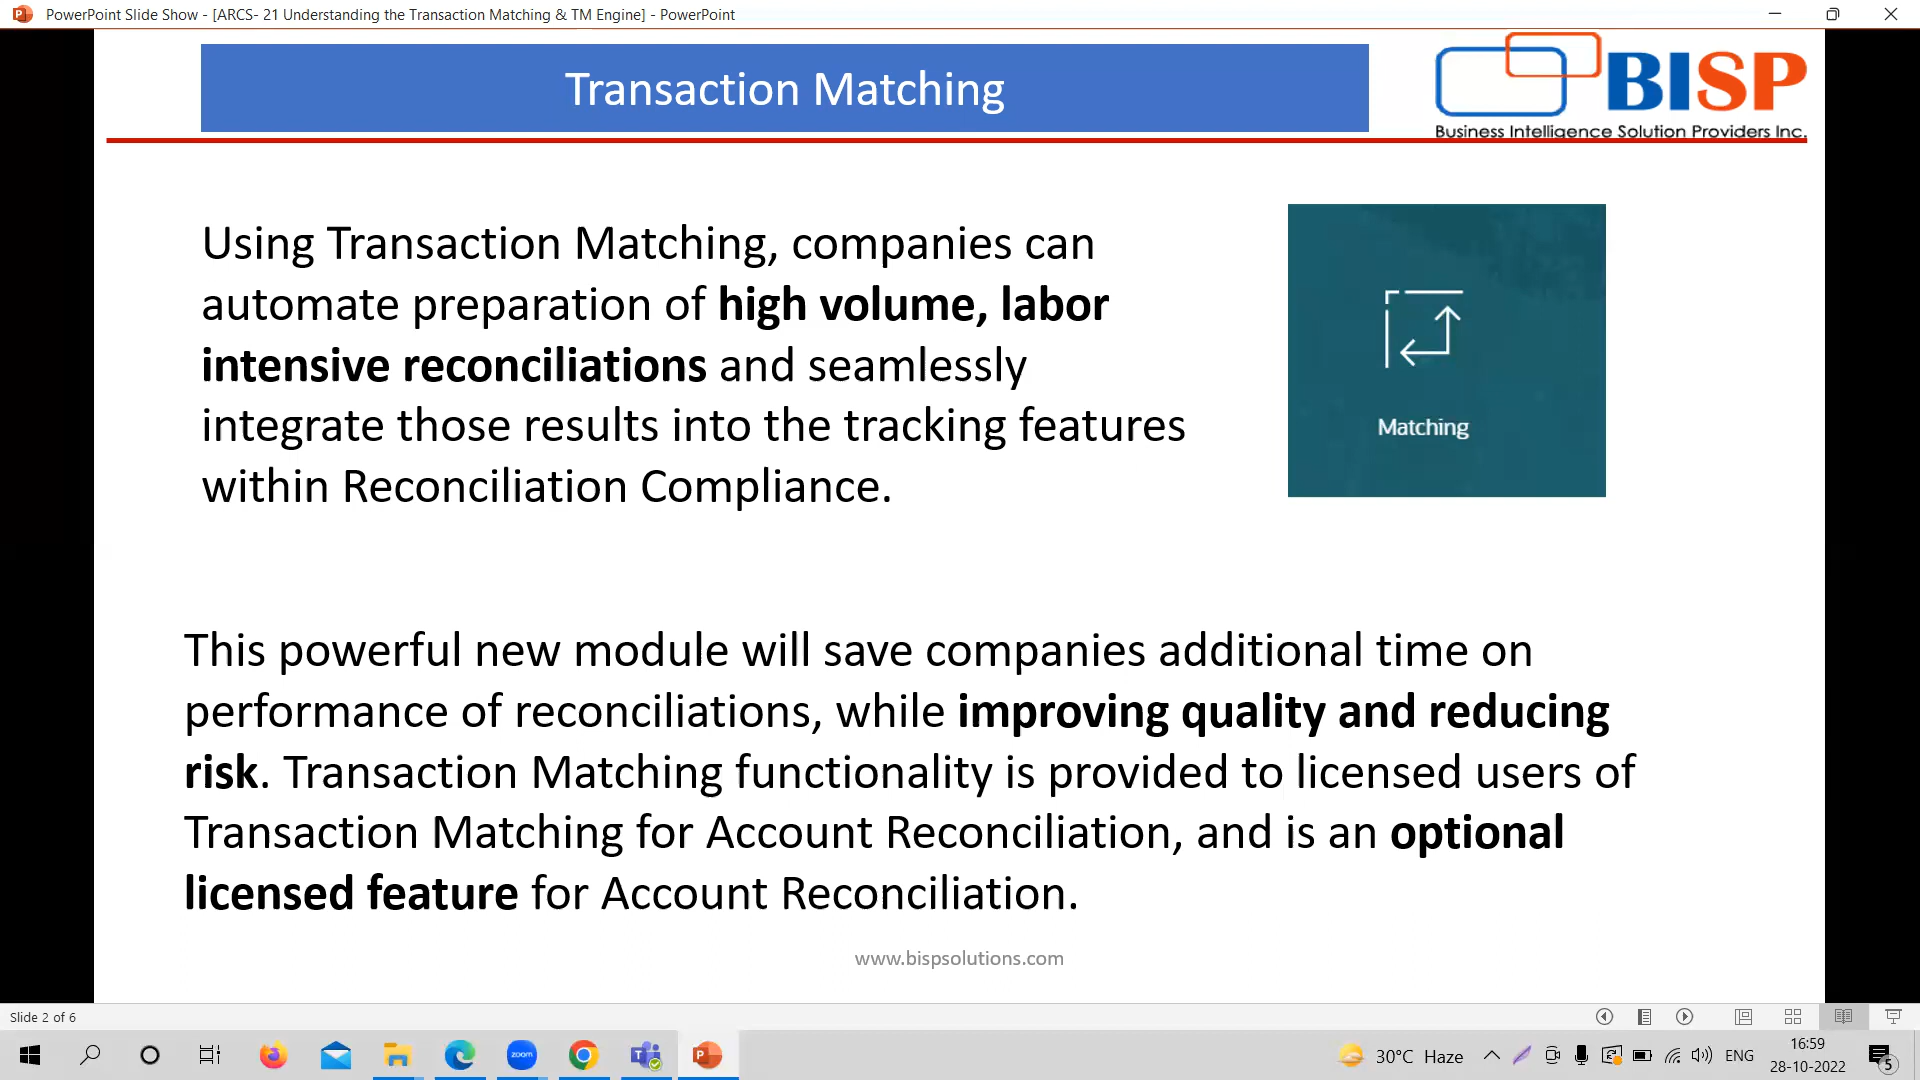 PowerPoint Slide Show - [ARCS- 21 Understanding the Transaction Matching & TM Engine] - PowerPoint
Transaction Matching
BISP
Business Intelligence Solution Providers Inc.
Using Transaction Matching, companies can
automate preparation of high volume, labor
intensive reconciliations and seamlessly
integrate those results into the tracking features
within Reconciliation Compliance.
Matching
This powerful new module will save companies additional time on
performance of reconciliations, while improving quality and reducing
risk. Transaction Matching functionality is provided to licensed users of
Transaction Matching for Account Reconciliation, and is an optional
licensed feature for Account Reconciliation.
www.bispsolutions.com
Slide 2 of 6
zoom
30°C Haze
ENG
16:59
28-10-2022
5